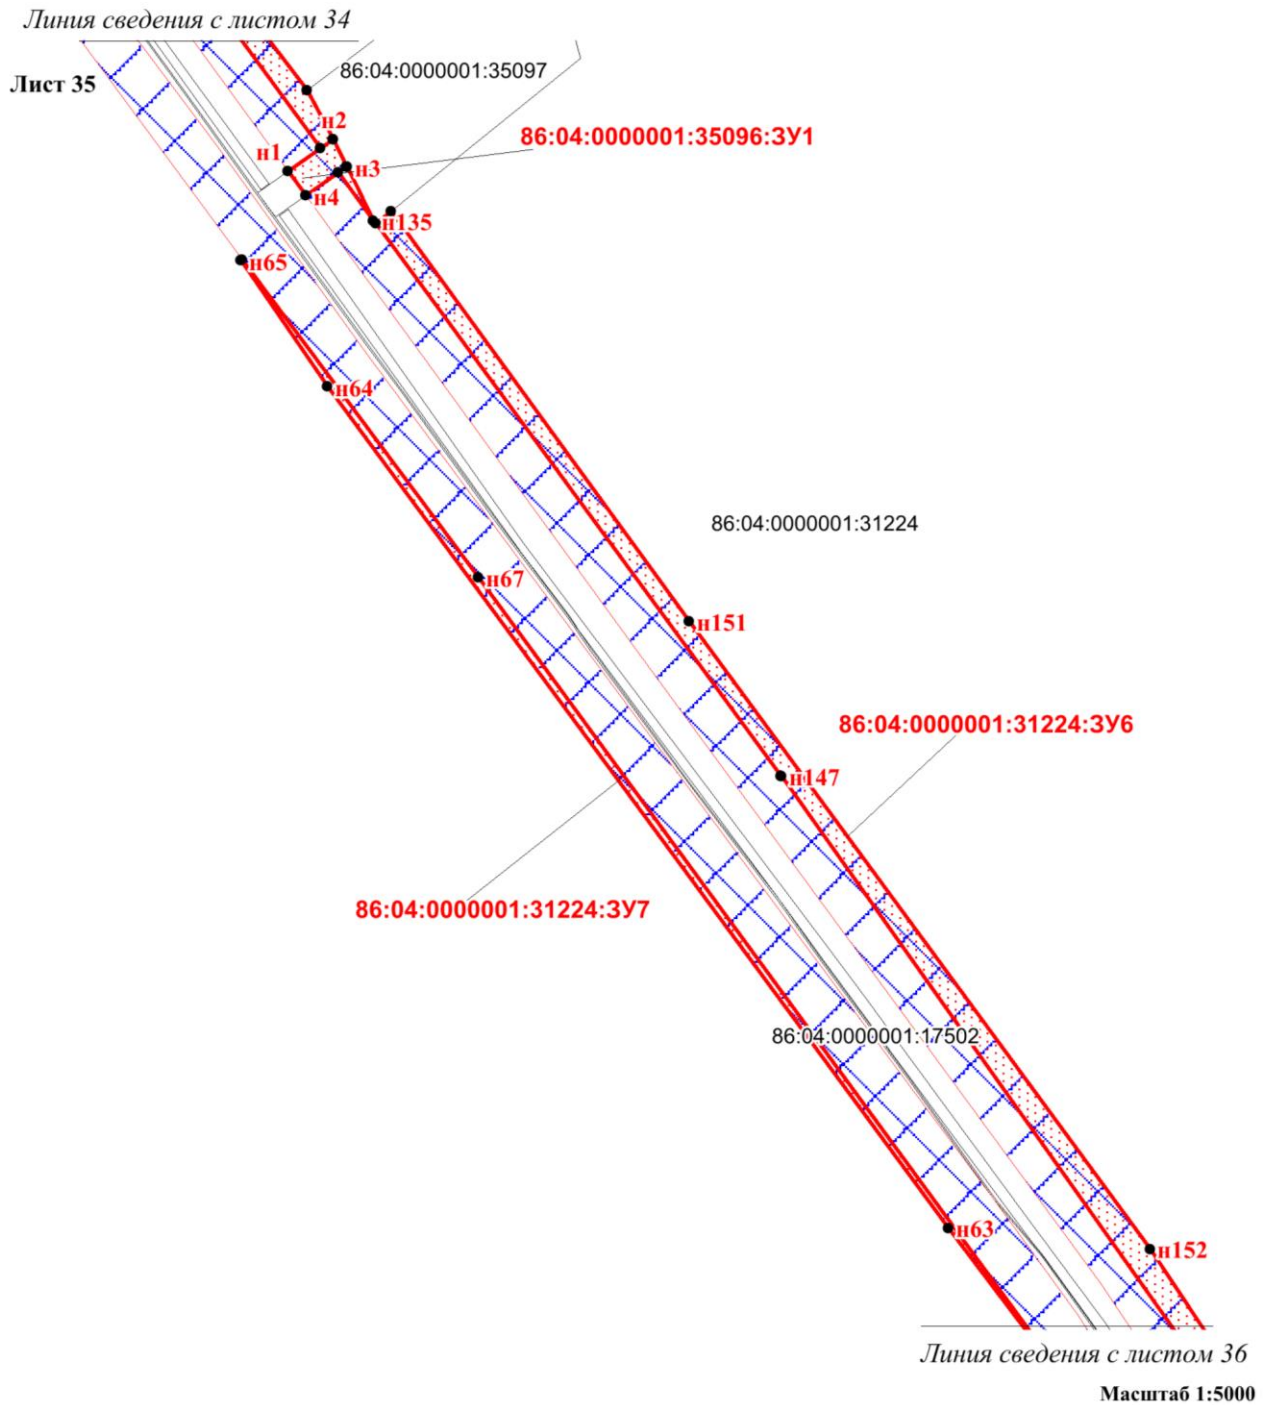 Линия сведения с листом 34
Лист 35
86:04:0000001:35097
н2
86:04:0000001:35096:ЗУ1
н1
н3
н4
н135
н65
н64
86:04:0000001:31224
н67
н151
86:04:0000001:31224:ЗУ6
н147
86:04:0000001:31224:ЗУ7
86:04:0000001:17502
н63
н152
Линия сведения с листом 36
Масштаб 1:5000